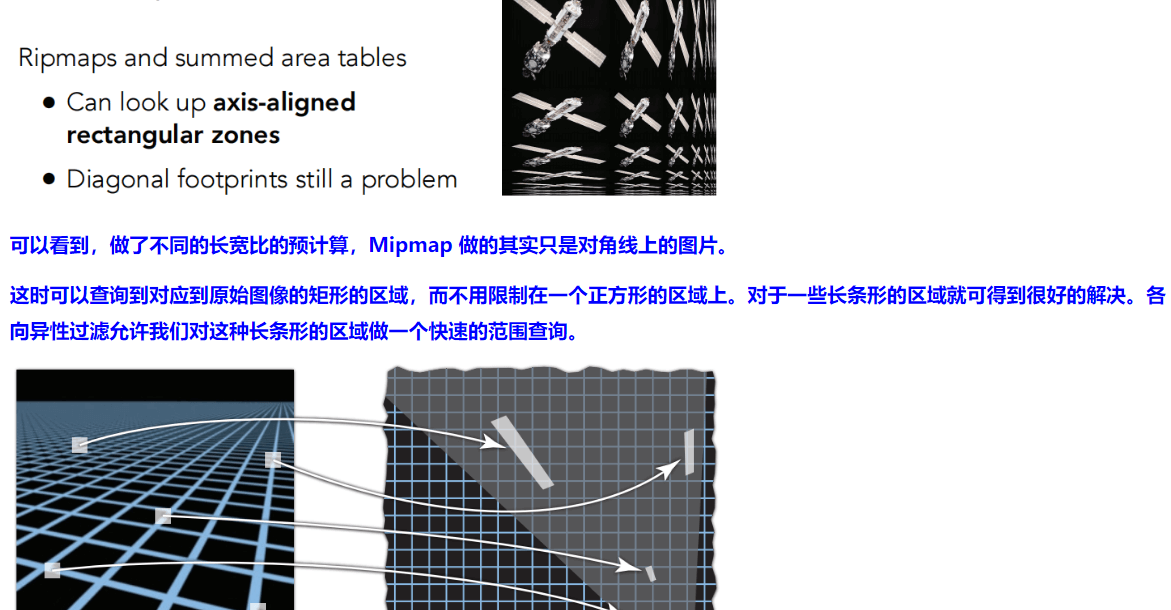 Ripmaps and summed area tables
● Can look up axis-aligned
rectangular zones
● Diagonal footprints still a problem
可以看到，做了不同的长宽比的预计算，Mipmap 做的其实只是对角线上的图片。
这时可以查询到对应到原始图像的矩形的区域，而不用限制在一个正方形的区域上。对于一些长条形的区域就可得到很好的解决。各
向异性过滤允许我们对这种长条形的区域做一个快速的范围查询。